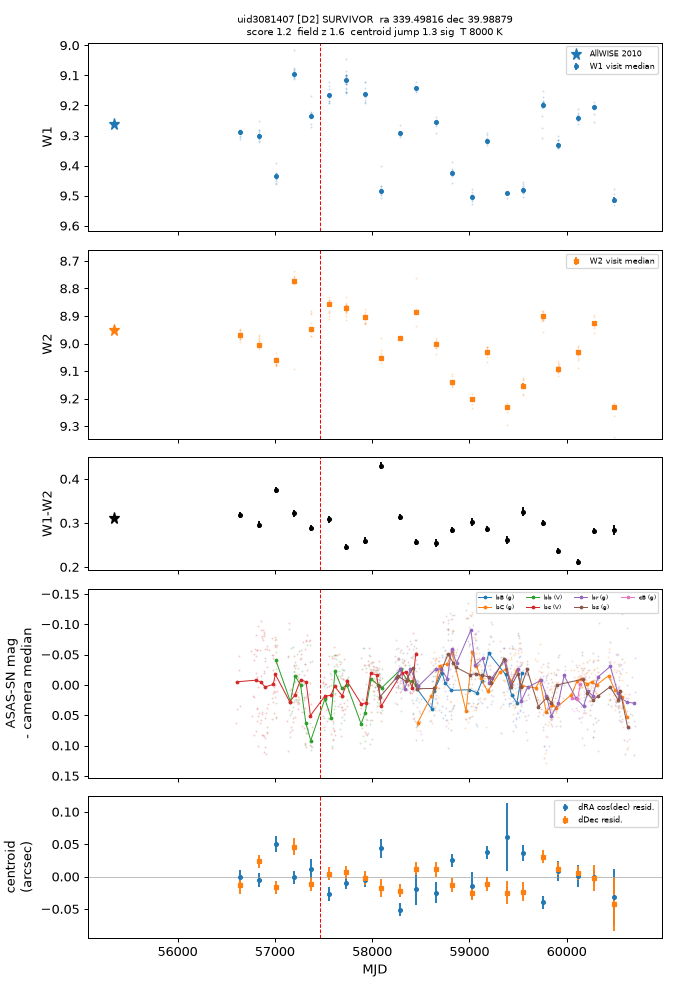 uid3081407 [D2] SURVIVOR  ra 339.49816 dec 39.98879
score 1.2  field z 1.6  centroid jump 1.3 sig  T 8000 K
9.0
9.1
9.2
9.3
9.4
9.5
9.6
W1
AllWISE 2010
W1 visit median
8.7
8.8
8.9
9.0
9.1
9.2
9.3
W2
W2 visit median
0.4
0.3
0.2
W1-W2
−0.15
−0.10
−0.05
0.00
0.05
0.10
0.15
ASAS-SN mag
- camera median
bB (g)
bC (g)
bb (V)
bc (V)
br (g)
bs (g)
cB (g)
0.10
0.05
0.00
−0.05
centroid
(arcsec)
dRA cos(dec) resid.
dDec resid.
56000
57000
58000
59000
60000
MJD